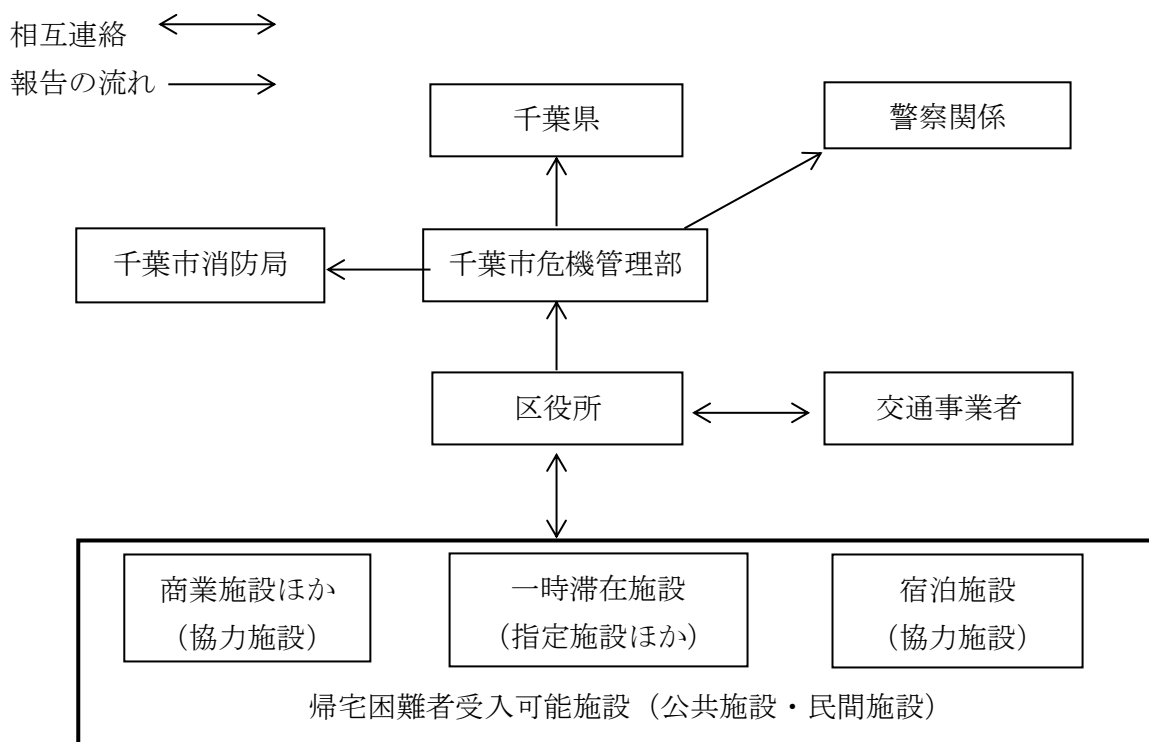 相互連絡
報告の流れ
千葉県
警察関係
千葉市消防局
千葉市危機管理部
区役所
交通事業者
商業施設ほか
（協力施設）
一時滞在施設
（指定施設ほか）
宿泊施設
（協力施設）
帰宅困難者受入可能施設（公共施設・民間施設）